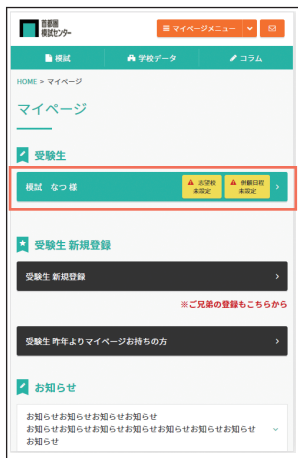 首都圏
模試センター
マイページメニュー
模試 学校データ コラム
HOME > マイページ
マイページ
受験生
模試 なつ 様
志望校
未設定
併願日程
未設定
受験生 新規登録
受験生 新規登録
※ご兄弟の登録もこちらから
受験生 昨年よりマイページお持ちの方
お知らせ
お知らせお知らせお知らせお知らせ
お知らせお知らせお知らせお知らせお知らせお知らせ
お知らせ